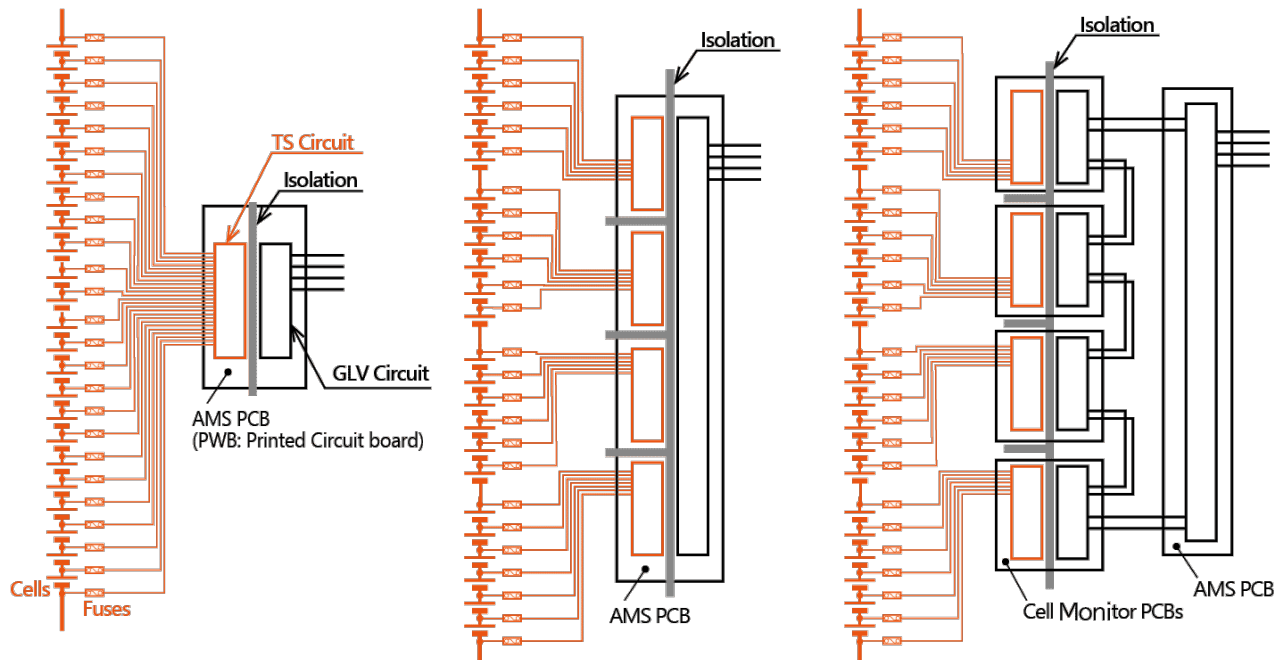 TS Circuit
Isolation
GLV Circuit
AMS PCB
(PWB: Printed Circuit board)
Cells
Fuses
Isolation
AMS PCB
Isolation
Cell Monitor PCBs
AMS PCB